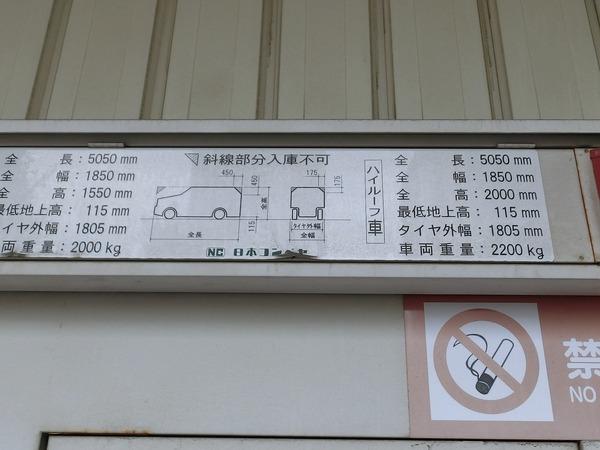 全 長：5050 mm
全 幅：1850 mm
全 高：1550 mm
最低地上高：115 mm
タイヤ外幅：1805 mm
車両重量：2000 kg
斜線部分入庫不可
450
450
全高
115
全長
175
175
タイヤ外幅
全幅
NC 日本コンベヤ
ハイルーフ車
全 長：5050 mm
全 幅：1850 mm
全 高：2000 mm
最低地上高：115 mm
タイヤ外幅：1805 mm
車両重量：2200 kg
禁
NO